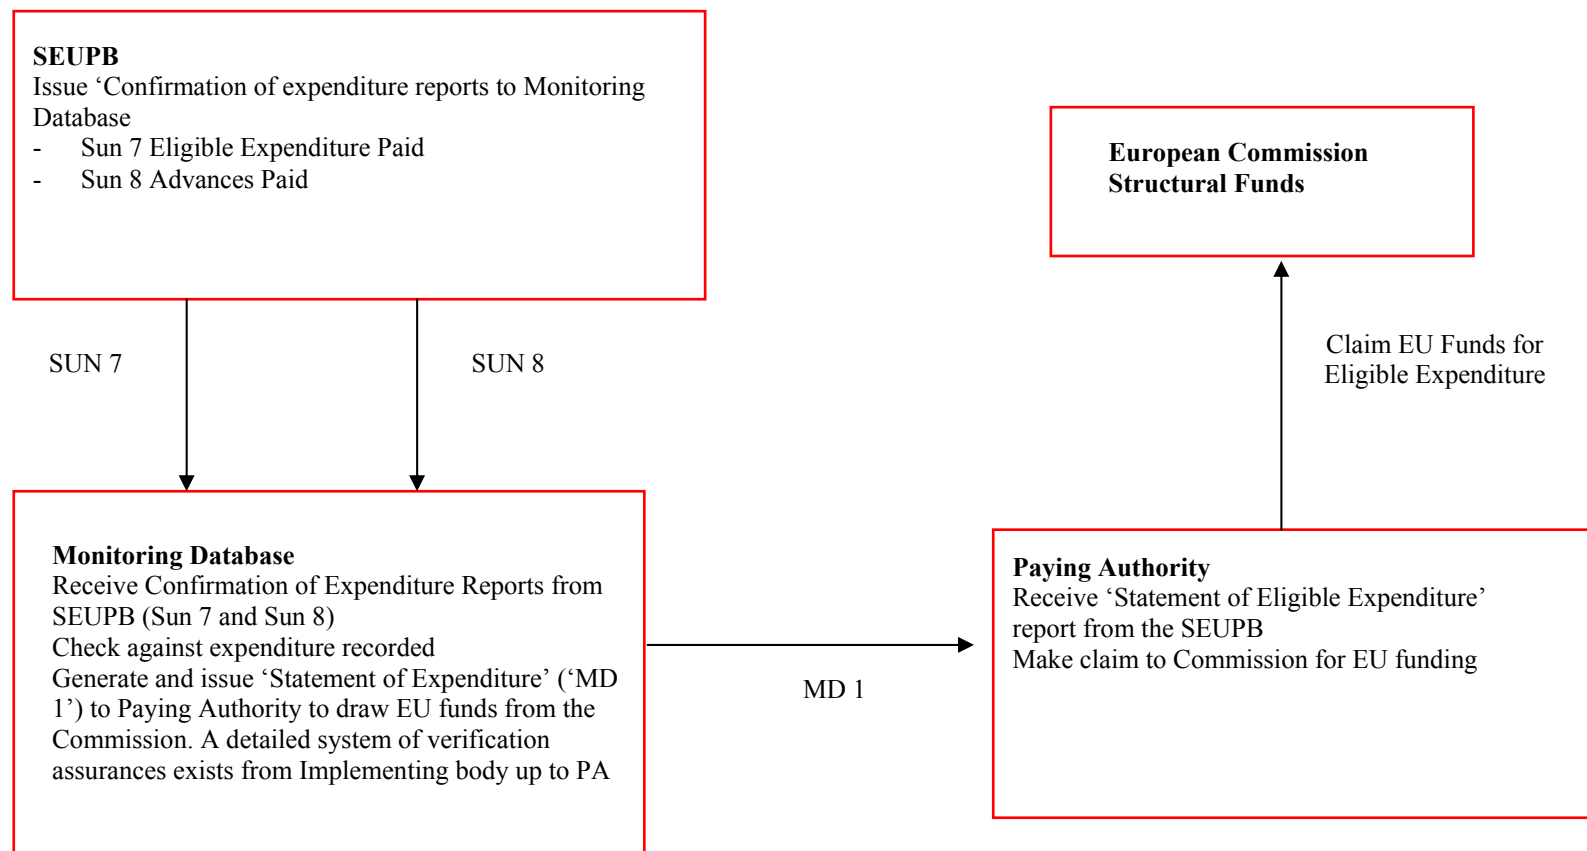 SEUPB
Issue ‘Confirmation of expenditure reports to Monitoring
Database
- Sun 7 Eligible Expenditure Paid
- Sun 8 Advances Paid
European Commission
Structural Funds
SUN 7
SUN 8
Claim EU Funds for
Eligible Expenditure
Monitoring Database
Receive Confirmation of Expenditure Reports from
SEUPB (Sun 7 and Sun 8)
Check against expenditure recorded
Generate and issue ‘Statement of Expenditure’ (‘MD
1’) to Paying Authority to draw EU funds from the
Commission. A detailed system of verification
assurances exists from Implementing body up to PA
MD 1
Paying Authority
Receive ‘Statement of Eligible Expenditure’
report from the SEUPB
Make claim to Commission for EU funding